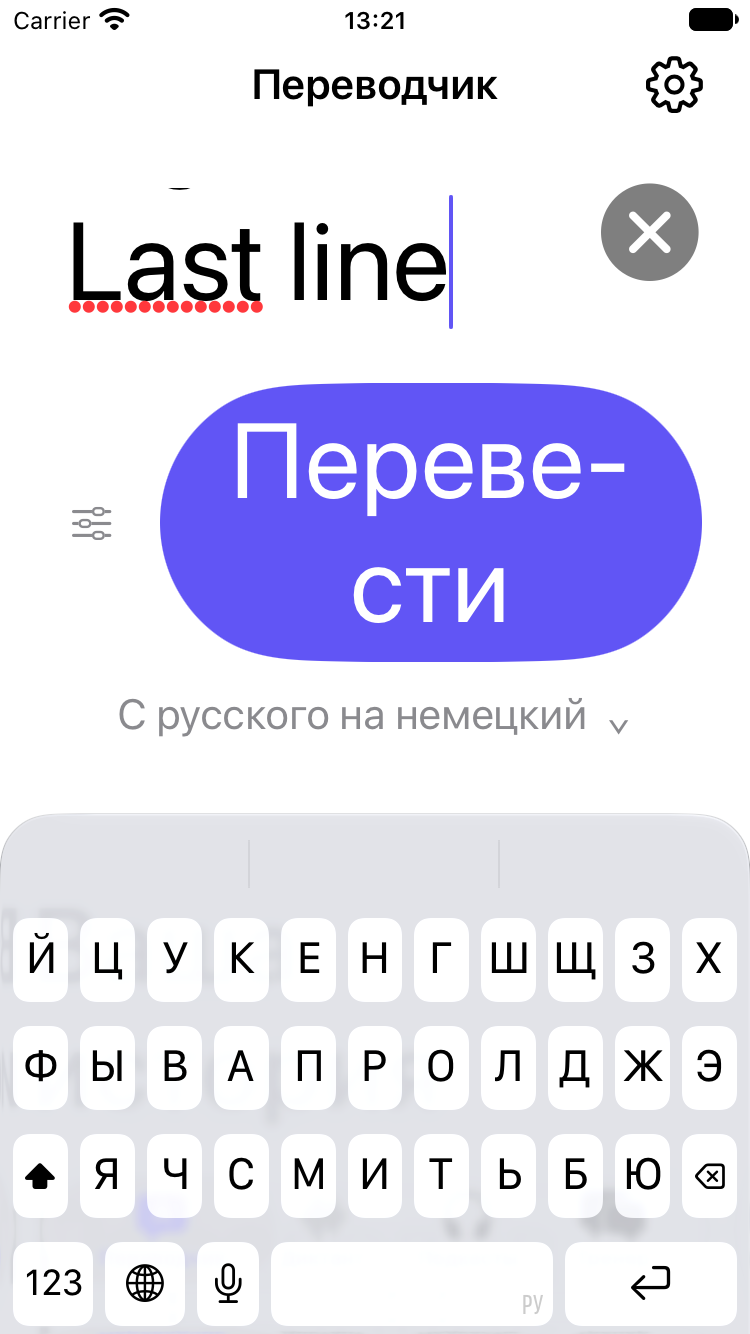 Carrier 13:21
Переводчик
Last line
Переве-
сти
С русского на немецкий
Й Ц У К Е Н Г Ш Щ З Х
Ф Ы В А П Р О Л Д Ж Э
Я Ч С М И Т Ь Б Ю
123 РУ